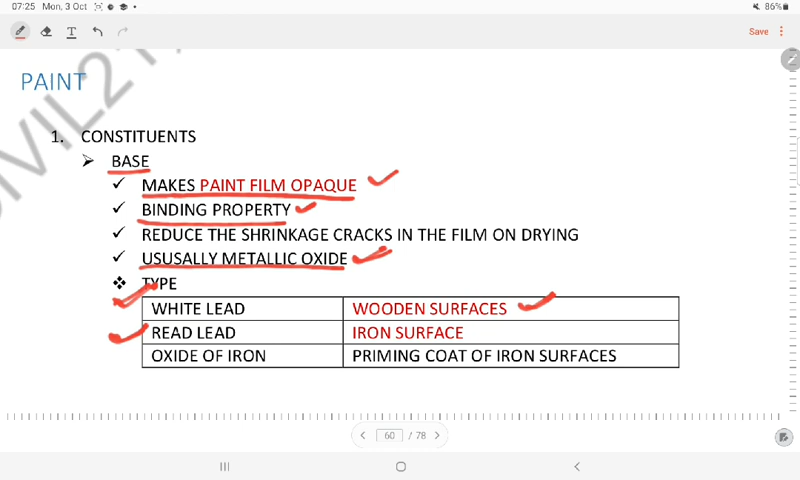 07:25 Mon, 3 Oct
86%
Save
PAINT
1. CONSTITUENTS
BASE
MAKES PAINT FILM OPAQUE
BINDING PROPERTY
REDUCE THE SHRINKAGE CRACKS IN THE FILM ON DRYING
USUSALLY METALLIC OXIDE
TYPE
WHITE LEAD WOODEN SURFACES
READ LEAD IRON SURFACE
OXIDE OF IRON PRIMING COAT OF IRON SURFACES
60 / 78